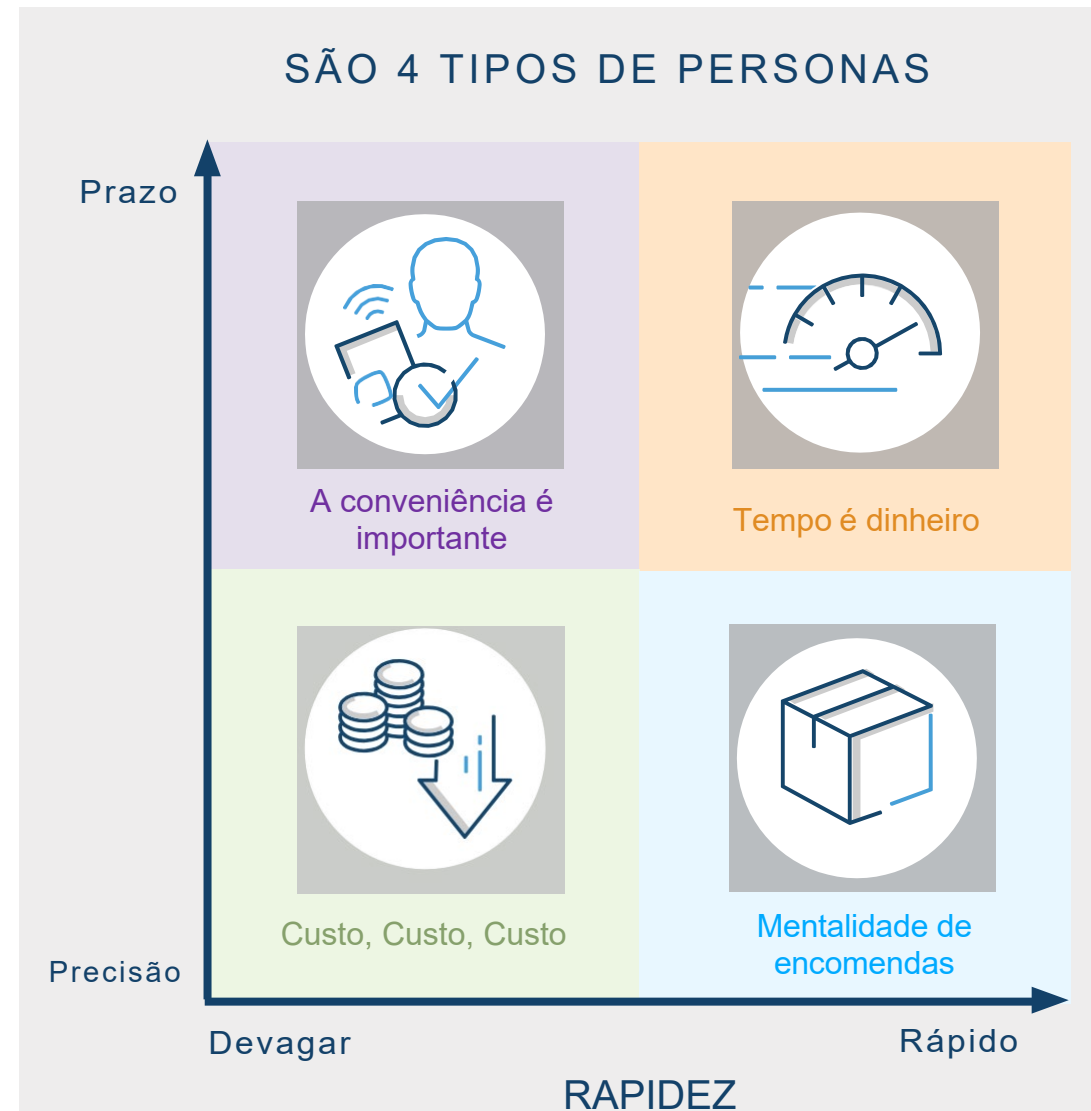 SÃO 4 TIPOS DE PERSONAS
Prazo
A conveniência é
importante
Tempo é dinheiro
Custo, Custo, Custo
Mentalidade de
encomendas
Precisão
Devagar
Rápido
RAPIDEZ